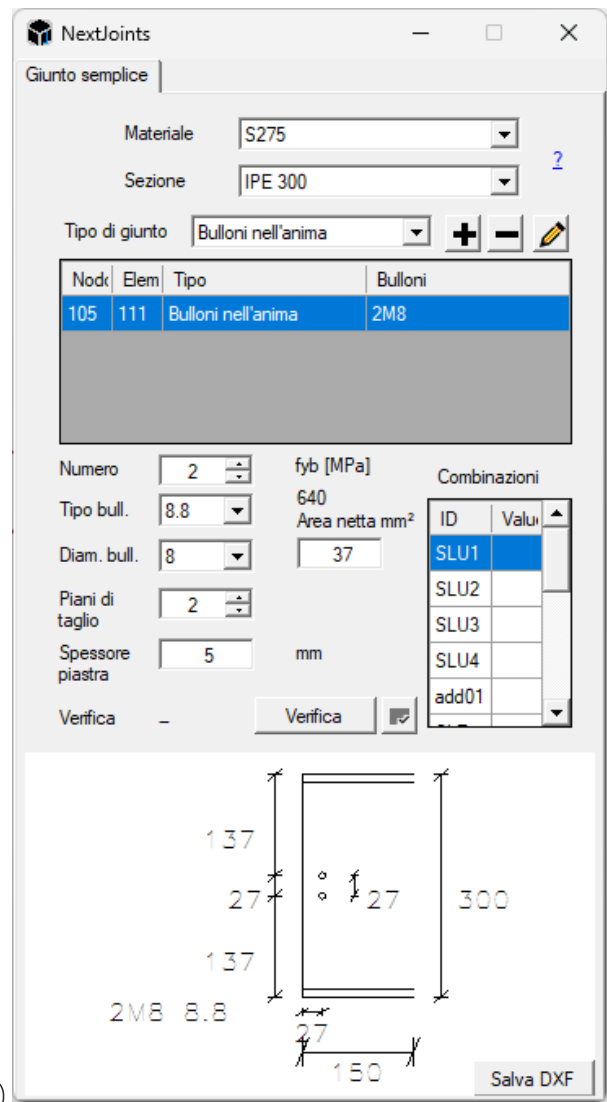 NextJoints
Giunto semplice
Materiale S275
?
Sezione IPE 300
Tipo di giunto Bulloni nell'anima
Nodo Elem Tipo Bulloni
105 111 Bulloni nell'anima 2M8
Numero 2 fyb [MPa]
640
Combinazioni
Tipo bull. 8.8 Area netta mm²
ID Valu
Diam. bull. 8 37
SLU1
SLU2
Piani di taglio 2
SLU3
Spessore piastra 5 mm
SLU4
add01
Verifica – Verifica
137
27 27 300
137
2M8 8.8
27
150
Salva DXF